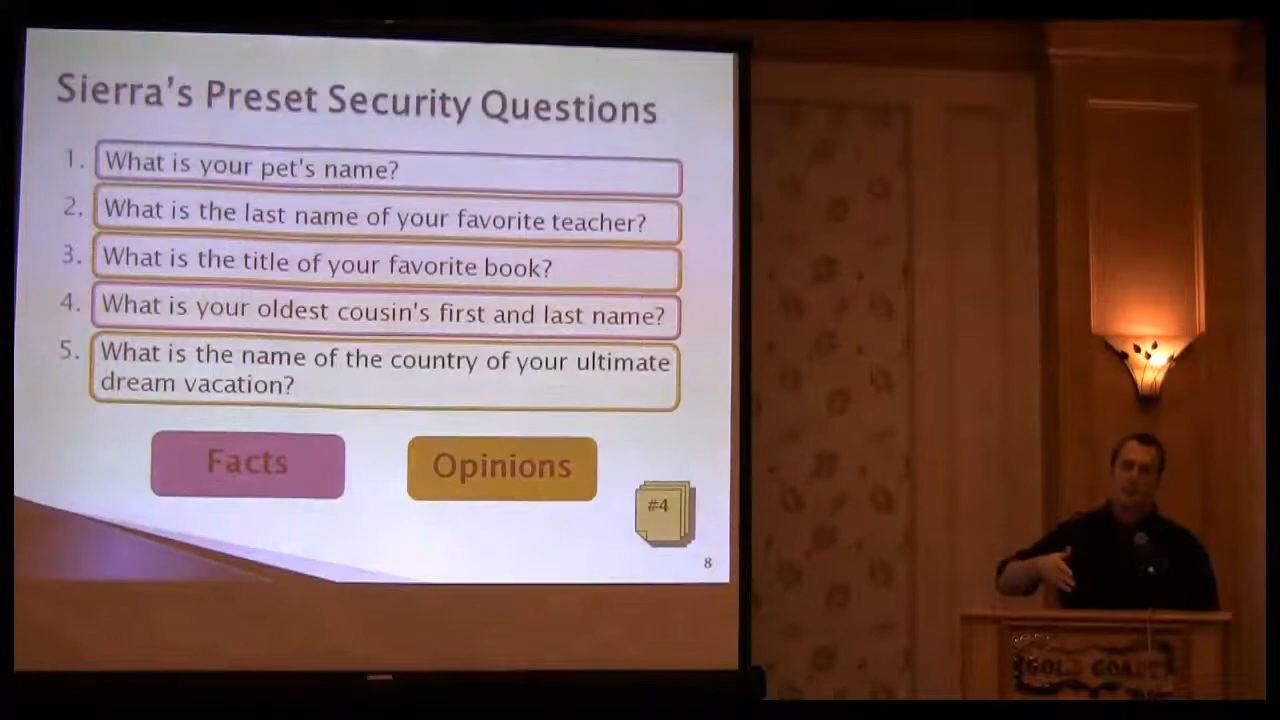 Sierra's Preset Security Questions
1. What is your pet's name?
2. What is the last name of your favorite teacher?
3. What is the title of your favorite book?
4. What is your oldest cousin's first and last name?
5. What is the name of the country of your ultimate
dream vacation?
Facts
Opinions
#4
8
GOLD COAST